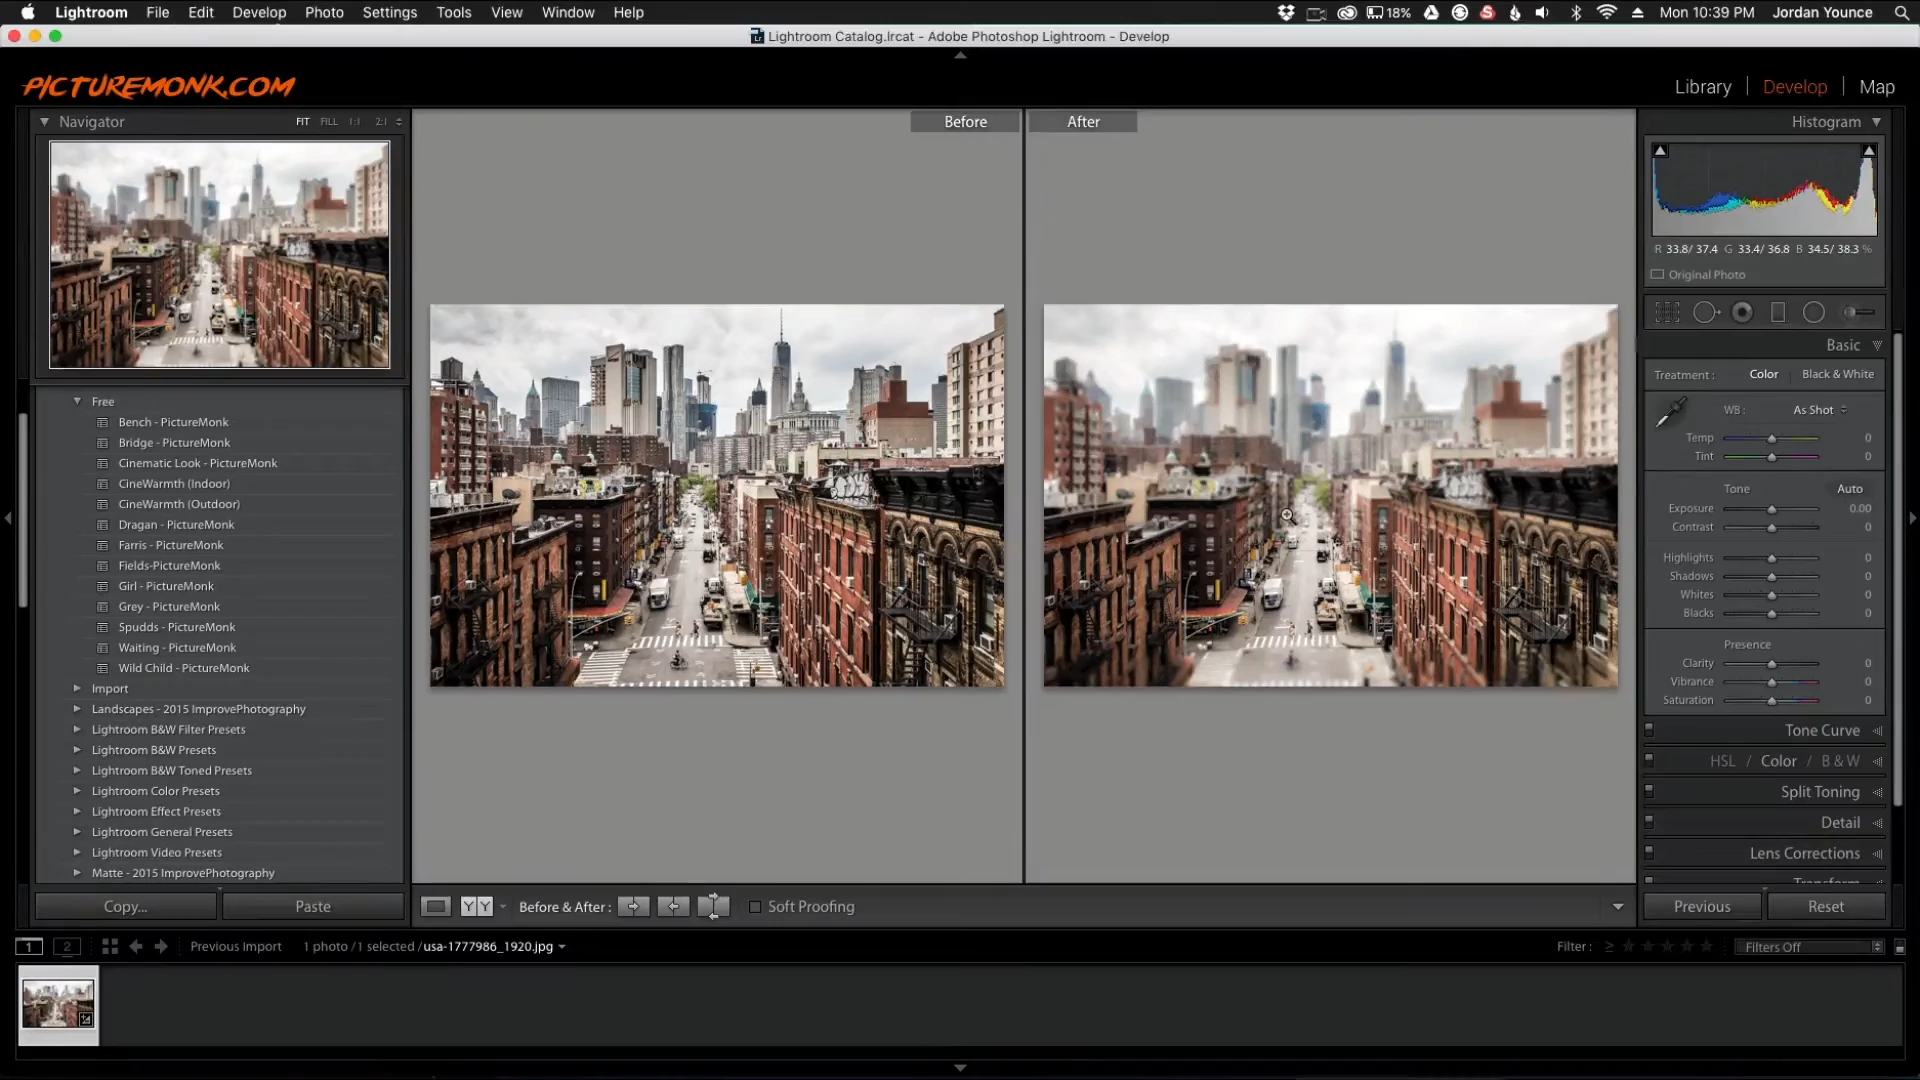 Lightroom File Edit Develop Photo Settings Tools View Window Help 18% Mon 10:39 PM Jordan Younce
Lightroom Catalog.lrcat - Adobe Photoshop Lightroom - Develop
PICTUREMONK.COM
Library Develop Map
Navigator FIT FILL 1:1 2:1
Before After
Histogram
R 33.8/ 37.4 G 33.4/ 36.8 B 34.5/ 38.3 %
Original Photo
Basic
Treatment : Color Black & White
WB : As Shot
Temp 0
Tint 0
Tone Auto
Exposure 0.00
Contrast 0
Highlights 0
Shadows 0
Whites 0
Blacks 0
Presence
Clarity 0
Vibrance 0
Saturation 0
Tone Curve
HSL / Color / B & W
Split Toning
Detail
Lens Corrections
Transform
Free
Bench - PictureMonk
Bridge - PictureMonk
Cinematic Look - PictureMonk
CineWarmth (Indoor)
CineWarmth (Outdoor)
Dragan - PictureMonk
Farris - PictureMonk
Fields-PictureMonk
Girl - PictureMonk
Grey - PictureMonk
Spudds - PictureMonk
Waiting - PictureMonk
Wild Child - PictureMonk
Import
Landscapes - 2015 ImprovePhotography
Lightroom B&W Filter Presets
Lightroom B&W Presets
Lightroom B&W Toned Presets
Lightroom Color Presets
Lightroom Effect Presets
Lightroom General Presets
Lightroom Video Presets
Matte - 2015 ImprovePhotography
Copy... Paste
YY Before & After : Soft Proofing
Previous Reset
1 2 Previous Import 1 photo /1 selected /usa-1777986_1920.jpg
Filter : Filters Off